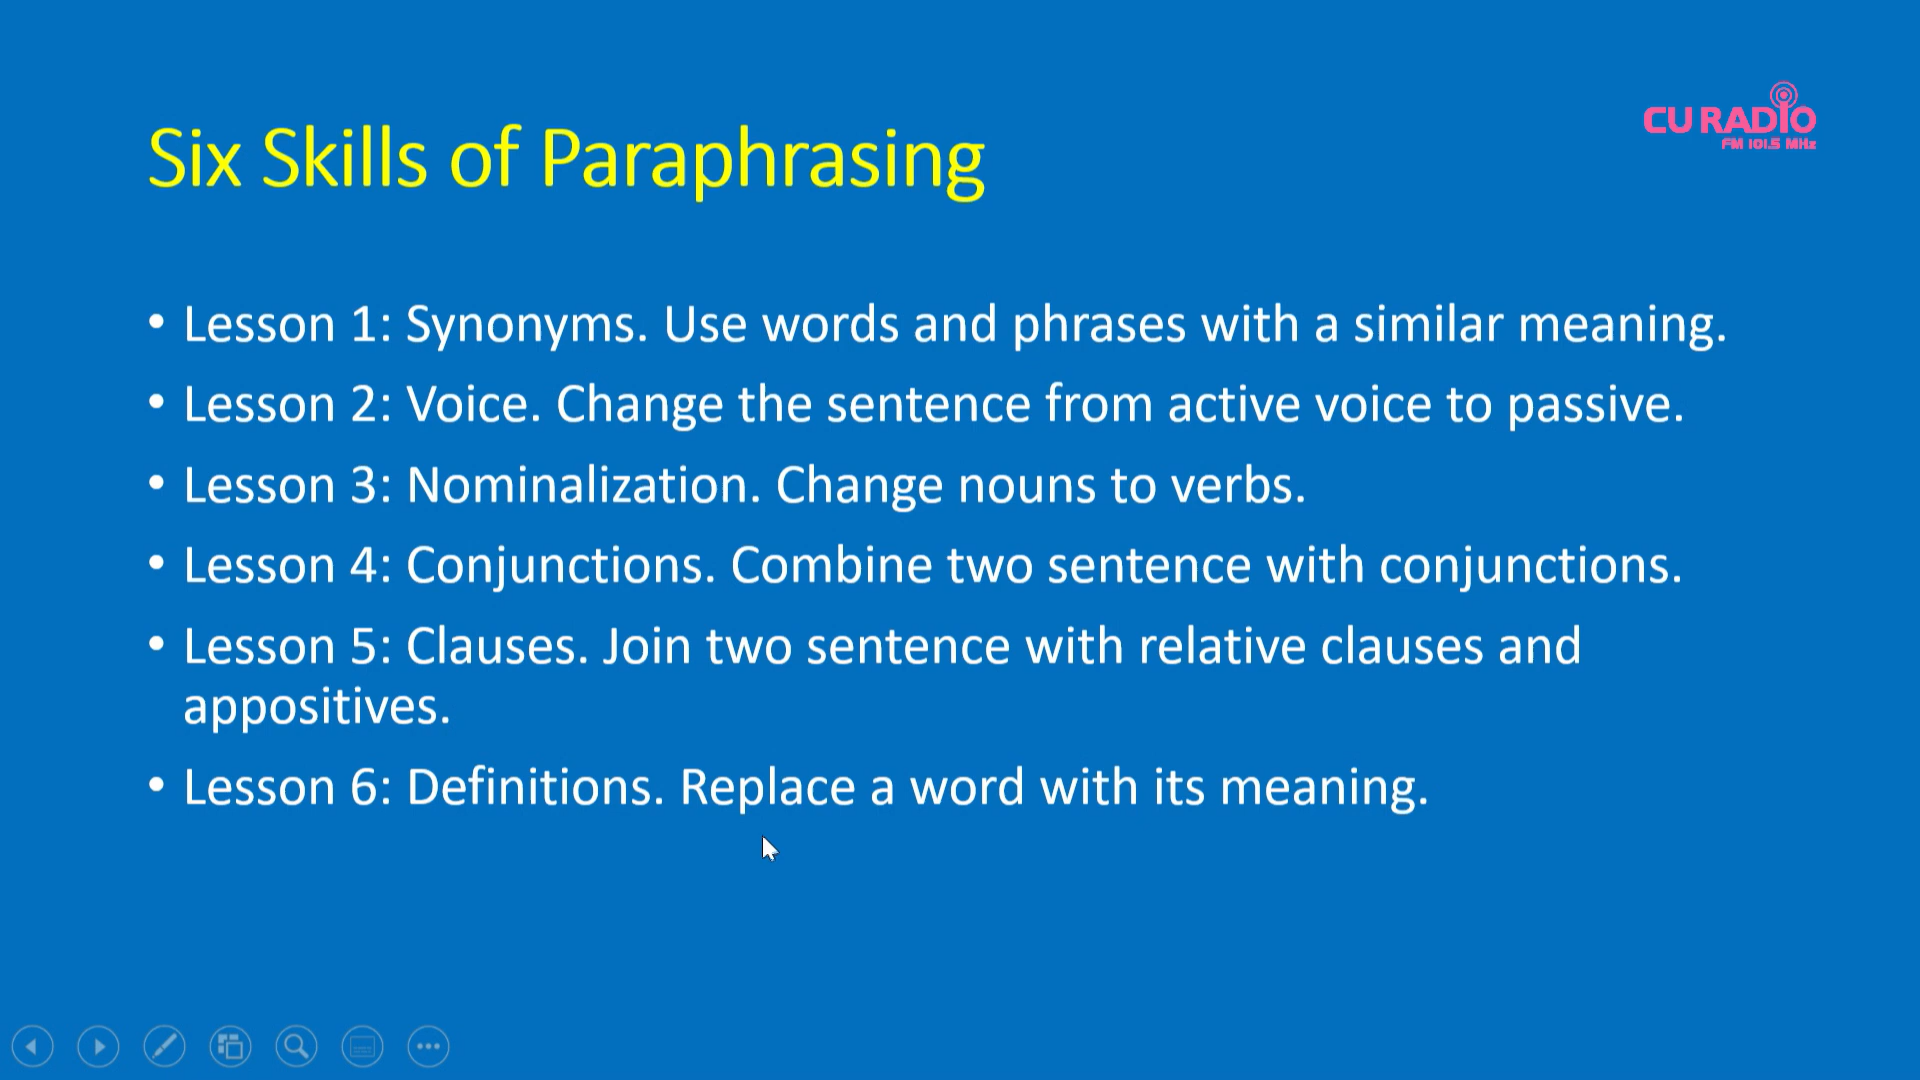 Six Skills of Paraphrasing
CU RADIO
FM 101.5 MHz
• Lesson 1: Synonyms. Use words and phrases with a similar meaning.
• Lesson 2: Voice. Change the sentence from active voice to passive.
• Lesson 3: Nominalization. Change nouns to verbs.
• Lesson 4: Conjunctions. Combine two sentence with conjunctions.
• Lesson 5: Clauses. Join two sentence with relative clauses and
appositives.
• Lesson 6: Definitions. Replace a word with its meaning.